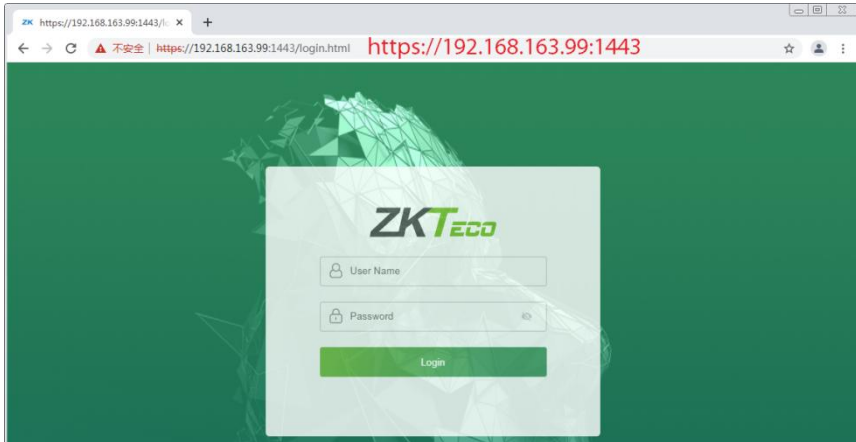 ZK https://192.168.163.99:1443/l
不安全 | https://192.168.163.99:1443/login.html https://192.168.163.99:1443
ZKTECO
User Name
Password
Login